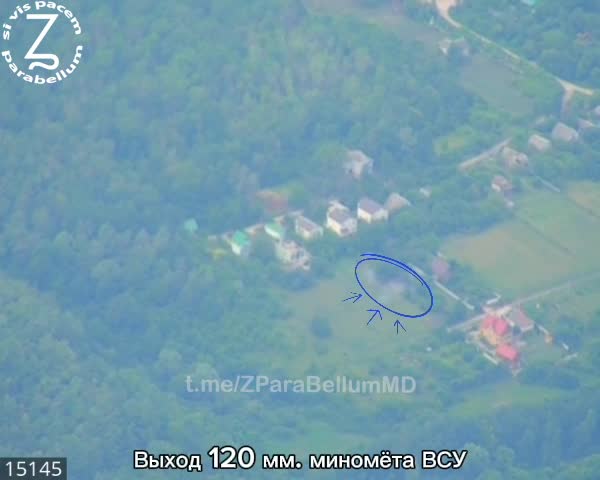 si vis pacem
Z
parabellum
t.me/ZParaBellumMD
Выход 120 мм. миномёта ВСУ
15145